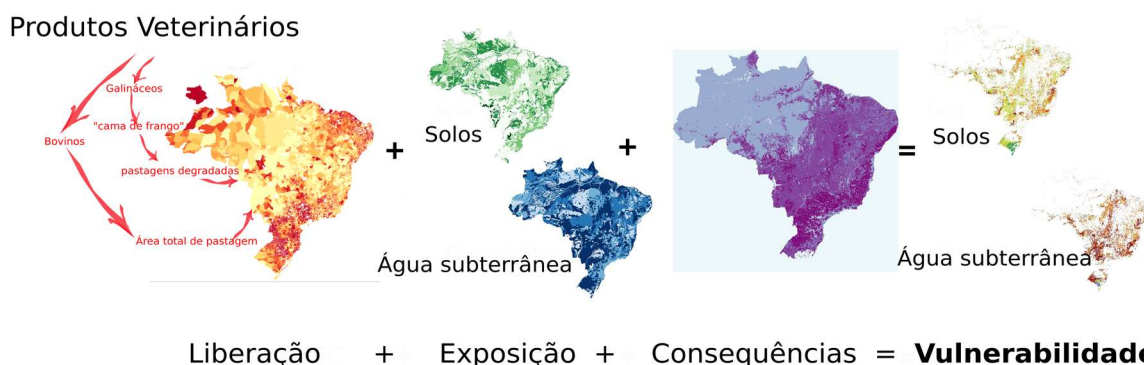 Produtos Veterinários
Galináceos
"cama de frango"
Bovinos
pastagens degradadas
Área total de pastagem
+
Solos
Água subterrânea
+
=
Solos
Água subterrânea
Liberação + Exposição + Consequências = Vulnerabilidade